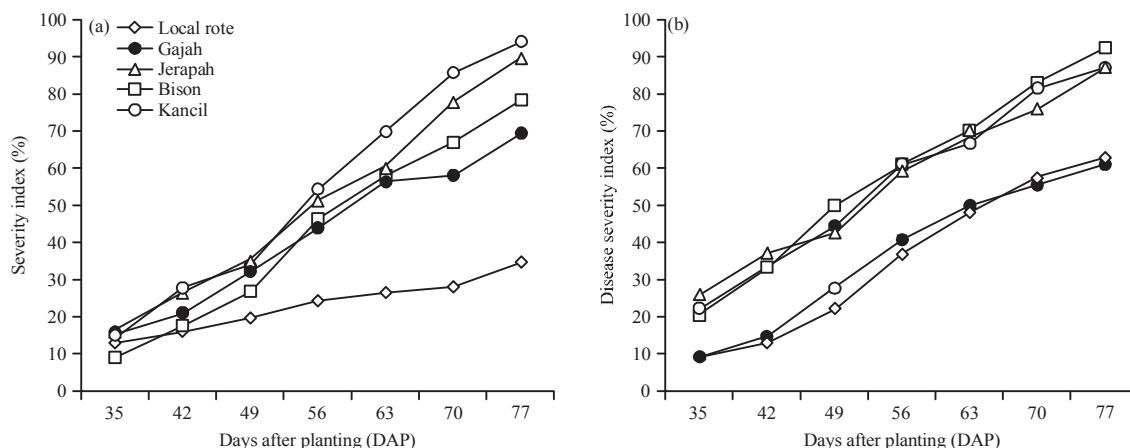 (a)
Local rote
Gajah
Jerapah
Bison
Kancil
Severity index (%)
100
90
80
70
60
50
40
30
20
10
0
35 42 49 56 63 70 77
Days after planting (DAP)
(b)
Disease severity index (%)
100
90
80
70
60
50
40
30
20
10
0
35 42 49 56 63 70 77
Days after planting (DAP)